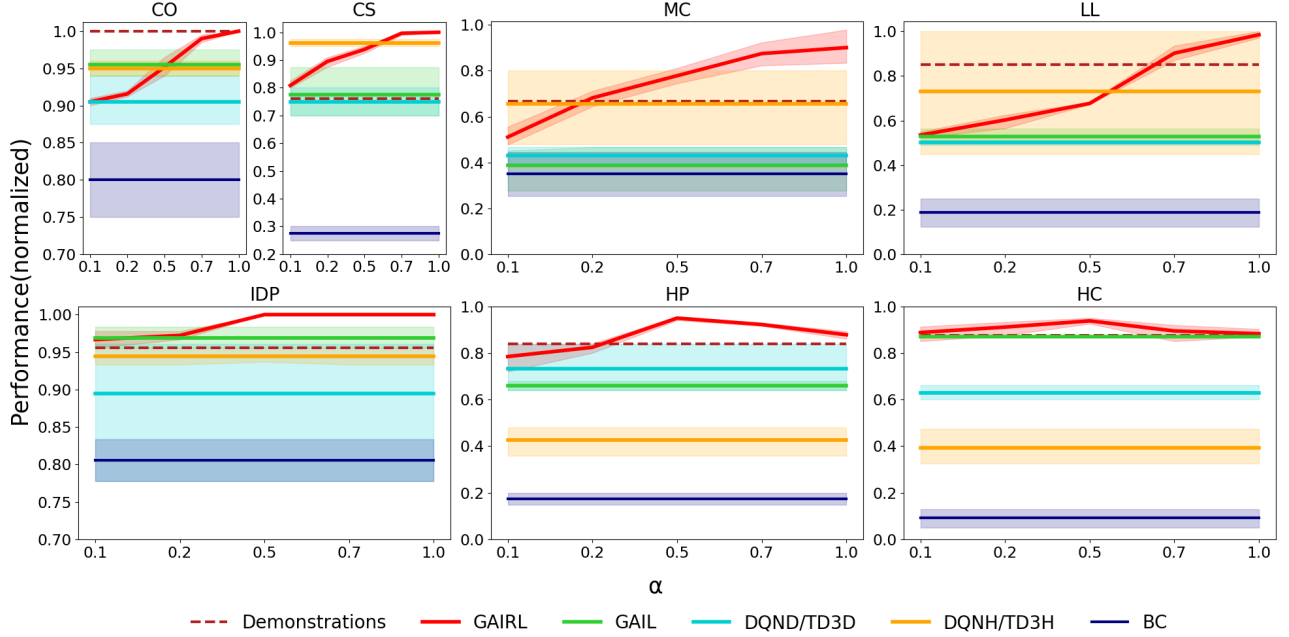 CO
CS
MC
LL
1.00
0.95
0.90
0.85
0.80
0.75
0.70
0.1 0.2 0.5 0.7 1.0
1.0
0.9
0.8
0.7
0.6
0.5
0.4
0.3
0.2
0.1 0.2 0.5 0.7 1.0
1.0
0.8
0.6
0.4
0.2
0.0
0.1 0.2 0.5 0.7 1.0
1.0
0.8
0.6
0.4
0.2
0.0
0.1 0.2 0.5 0.7 1.0
Performance(normalized)
IDP
HP
HC
1.00
0.95
0.90
0.85
0.80
0.75
0.70
0.1 0.2 0.5 0.7 1.0
1.0
0.8
0.6
0.4
0.2
0.0
0.1 0.2 0.5 0.7 1.0
1.0
0.8
0.6
0.4
0.2
0.0
0.1 0.2 0.5 0.7 1.0
α
Demonstrations GAIRL GAIL DQND/TD3D DQNH/TD3H BC